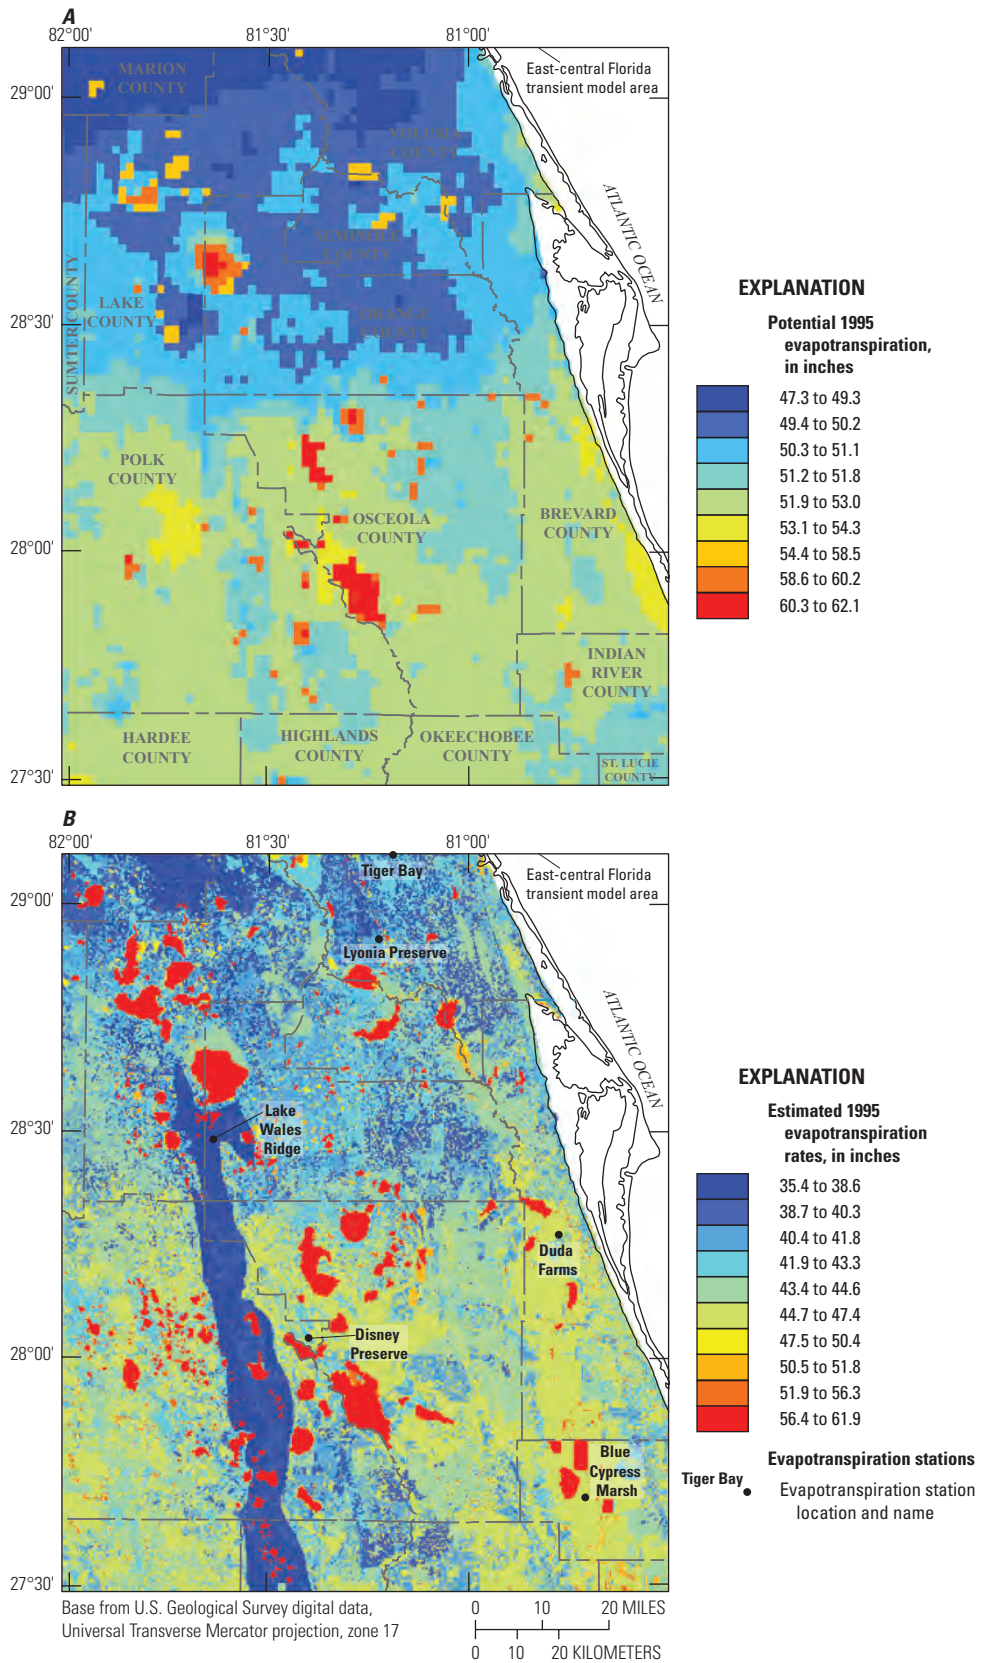 A
82°00'
81°30'
81°00'
29°00'
28°30'
28°00'
27°30'
East-central Florida
transient model area
MARION
COUNTY
VOLUSIA
COUNTY
ATLANTIC OCEAN
SEMINOLE
COUNTY
SUMTER COUNTY
LAKE
COUNTY
ORANGE
COUNTY
POLK
COUNTY
OSCEOLA
COUNTY
BREVARD
COUNTY
INDIAN
RIVER
COUNTY
HARDEE
COUNTY
HIGHLANDS
COUNTY
OKEECHOBEE
COUNTY
ST. LUCIE
COUNTY
EXPLANATION
Potential 1995
evapotranspiration,
in inches
47.3 to 49.3
49.4 to 50.2
50.3 to 51.1
51.2 to 51.8
51.9 to 53.0
53.1 to 54.3
54.4 to 58.5
58.6 to 60.2
60.3 to 62.1
B
82°00'
81°30'
81°00'
29°00'
28°30'
28°00'
27°30'
East-central Florida
transient model area
Tiger Bay
Lyonia Preserve
ATLANTIC OCEAN
Lake
Wales
Ridge
Duda
Farms
Disney
Preserve
Blue
Cypress
Marsh
EXPLANATION
Estimated 1995
evapotranspiration
rates, in inches
35.4 to 38.6
38.7 to 40.3
40.4 to 41.8
41.9 to 43.3
43.4 to 44.6
44.7 to 47.4
47.5 to 50.4
50.5 to 51.8
51.9 to 56.3
56.4 to 61.9
Evapotranspiration stations
Tiger Bay
Evapotranspiration station
location and name
Base from U.S. Geological Survey digital data,
Universal Transverse Mercator projection, zone 17
0 10 20 MILES
0 10 20 KILOMETERS